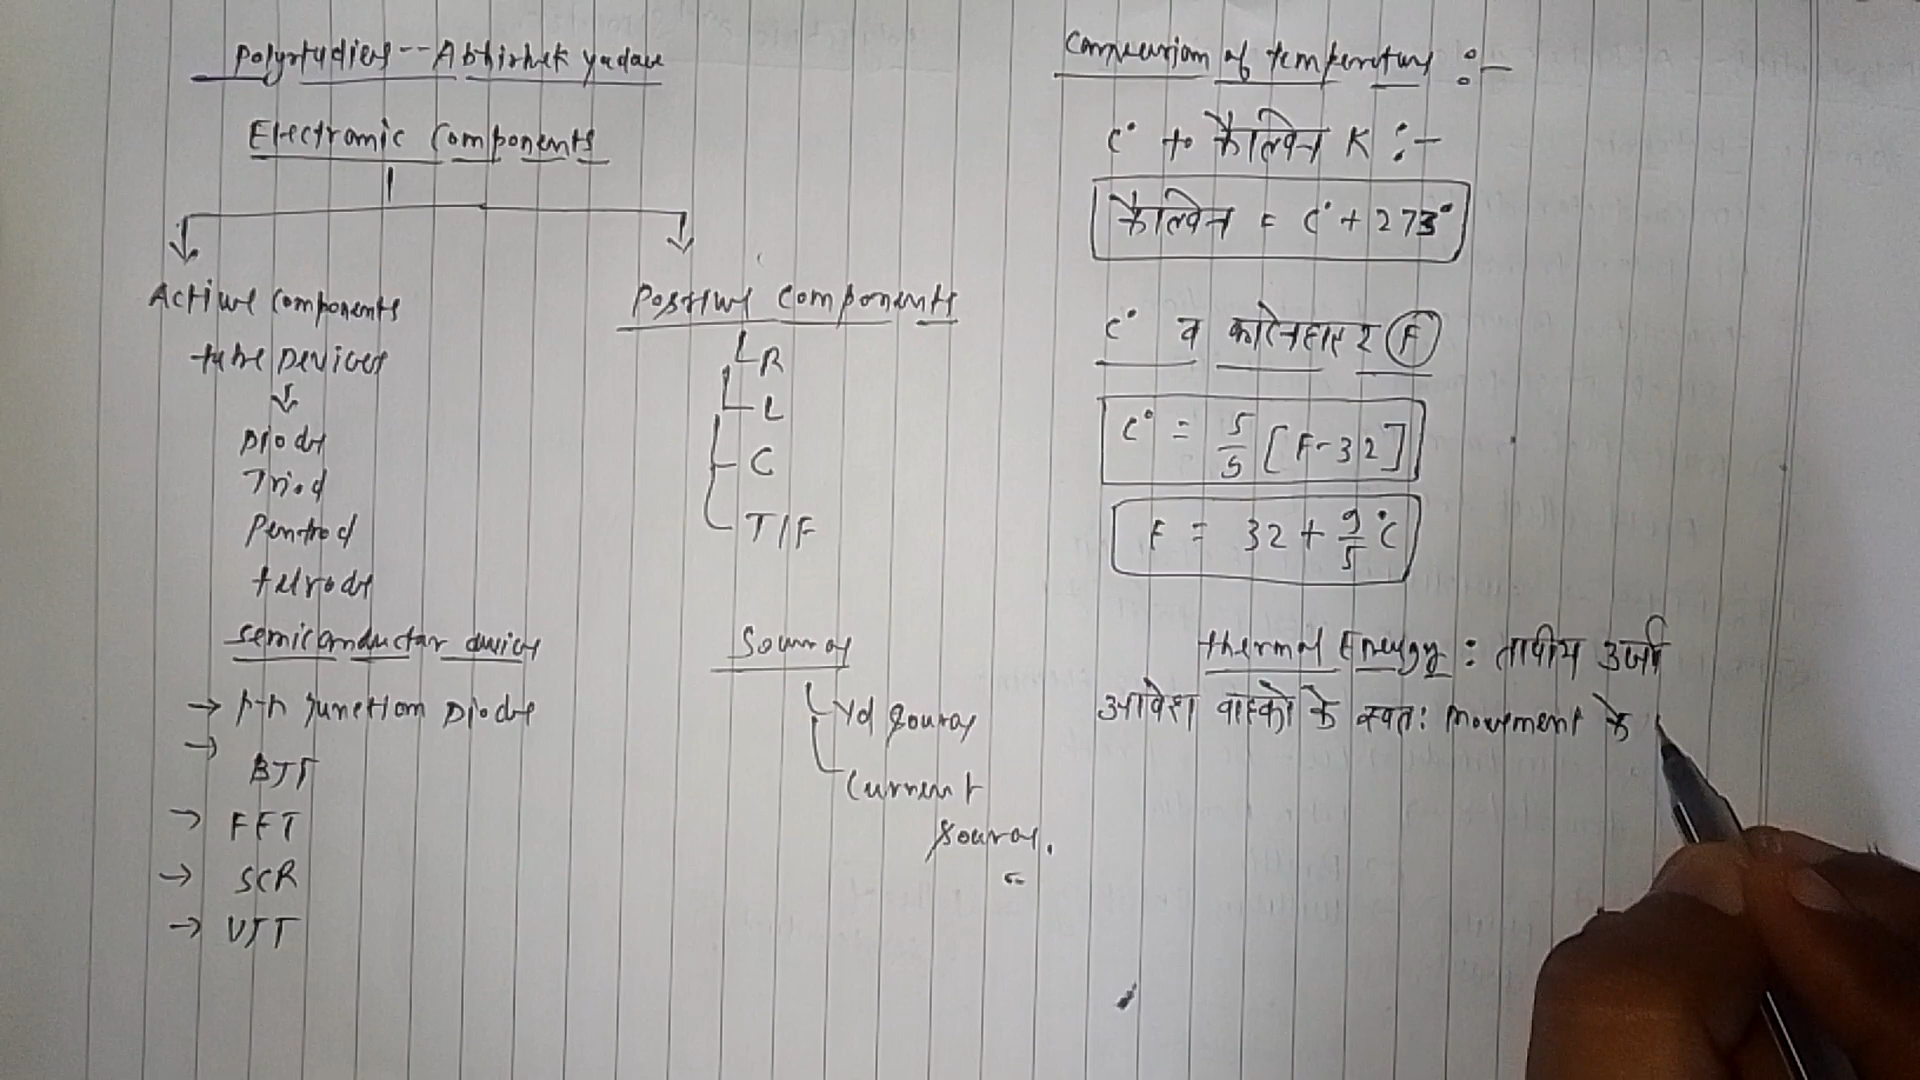 Polystudies -- Abhishek yadav
Electronic Components
Active Components
tube Devices
Diode
Triod
Pentrod
tetrode
semiconductor device
→ p-n junction Diode
→ BJT
→ FET
→ SCR
→ UJT
Passive Components
R
L
C
T/F
Source
Vd source
Current
source.
Conversion of temperature :-
C° to कैल्विन K :-
कैल्विन = C° + 273°
C° व फारेनहाइट F
C° = 5/9 [F-32]
F = 32 + 9/5 °C
thermal Energy : तापीय उर्जा
आवेश वाहको के स्वतः movement के